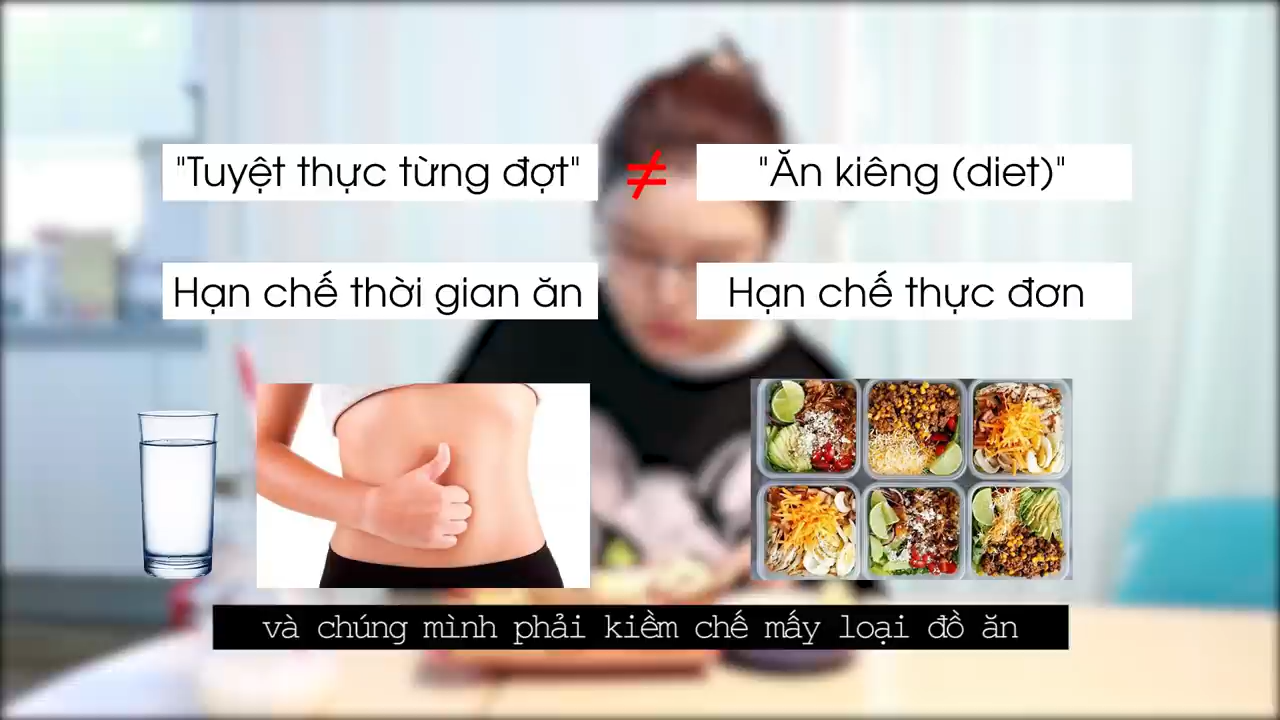 "Tuyệt thực từng đợt" ≠ "Ăn kiêng (diet)"
Hạn chế thời gian ăn
Hạn chế thực đơn
và chúng mình phải kiềm chế mấy loại đồ ăn